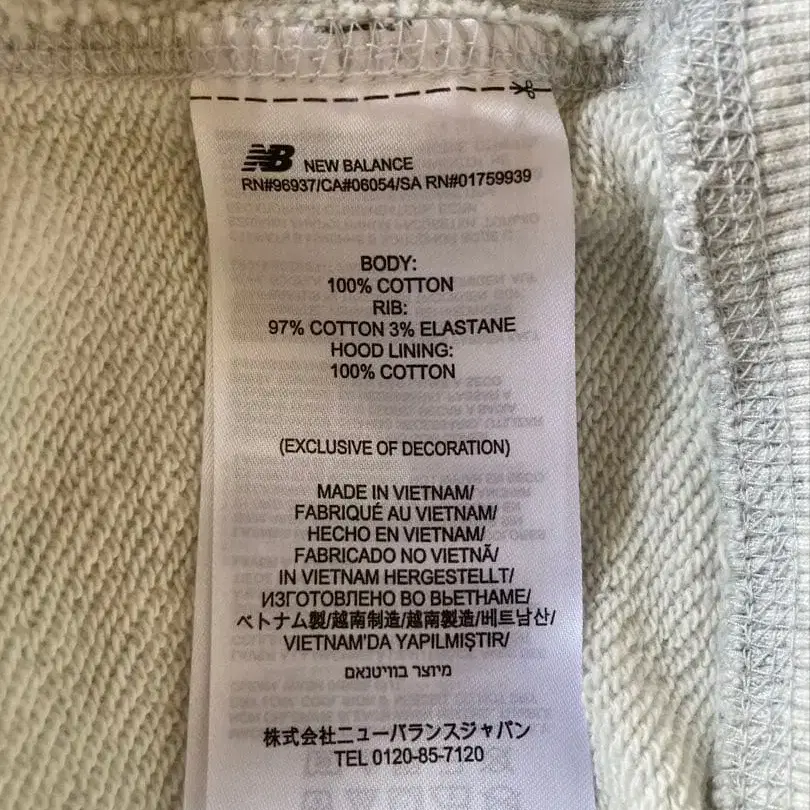 NB NEW BALANCE
RN#96937/CA#06054/SA RN#01759939
BODY:
100% COTTON
RIB:
97% COTTON 3% ELASTANE
HOOD LINING:
100% COTTON
(EXCLUSIVE OF DECORATION)
MADE IN VIETNAM/
FABRIQUÉ AU VIETNAM/
HECHO EN VIETNAM/
FABRICADO NO VIETNÃ/
IN VIETNAM HERGESTELLT/
ИЗГОТОВЛЕНО ВО ВЬЕТНАМЕ/
ベトナム製/越南制造/越南製造/베트남산/
VIETNAM'DA YAPILMIŞTIR/
מיוצר בוויטנאם
株式会社ニューバランスジャパン
TEL 0120-85-7120